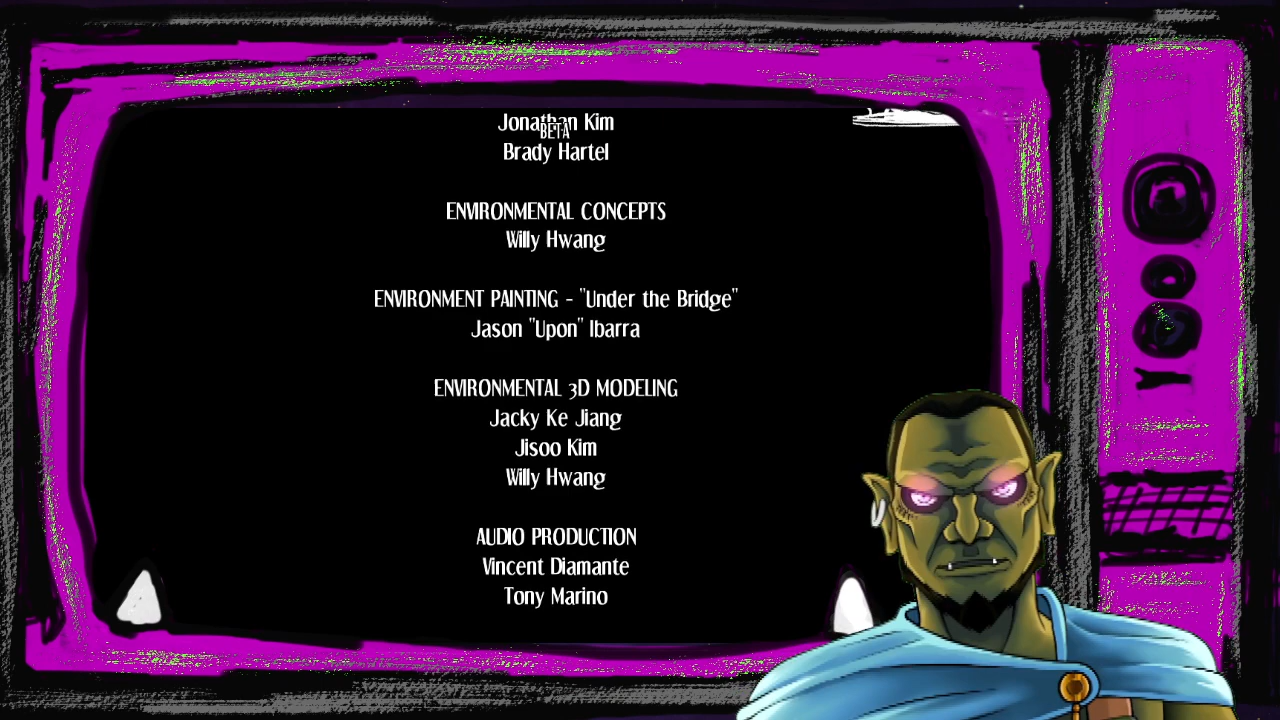 Jonathan Kim
BETA
Brady Hartel
ENVIRONMENTAL CONCEPTS
Willy Hwang
ENVIRONMENT PAINTING - "Under the Bridge"
Jason "Upon" Ibarra
ENVIRONMENTAL 3D MODELING
Jacky Ke Jiang
Jisoo Kim
Willy Hwang
AUDIO PRODUCTION
Vincent Diamante
Tony Marino